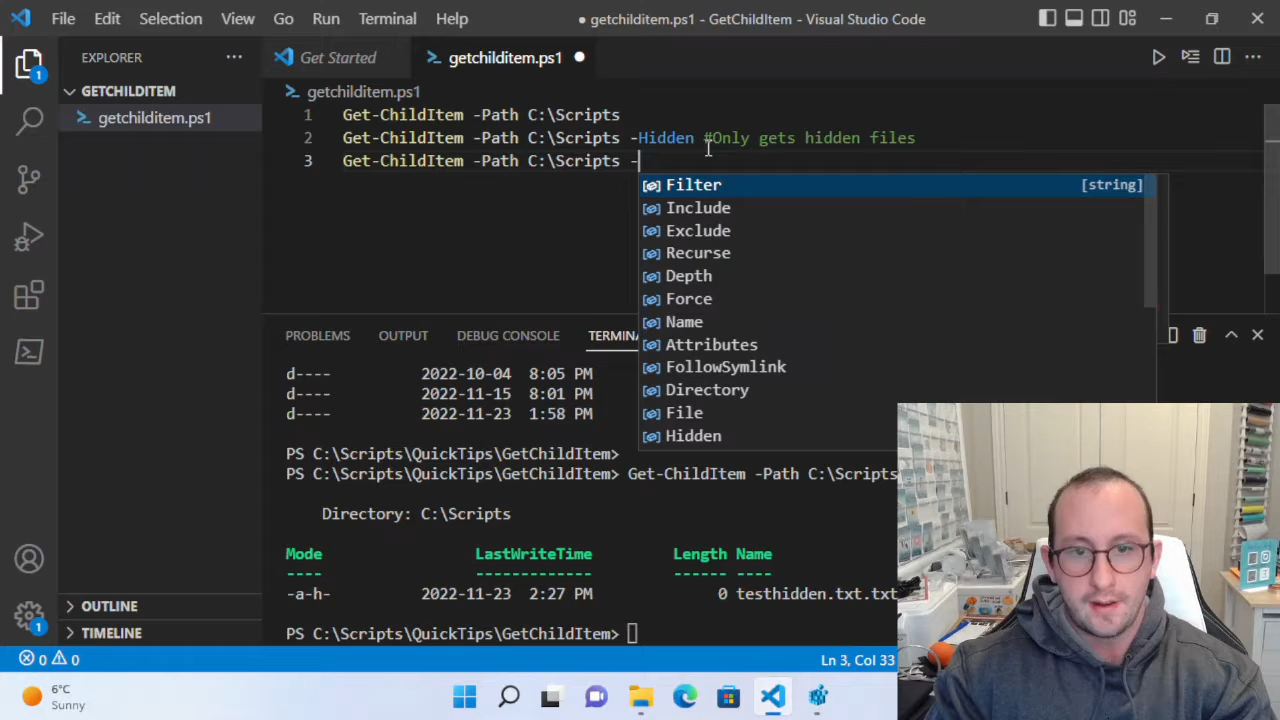 File Edit Selection View Go Run Terminal Help
● getchilditem.ps1 - GetChildItem - Visual Studio Code
EXPLORER
Get Started
getchilditem.ps1
GETCHILDITEM
getchilditem.ps1
getchilditem.ps1
1 Get-ChildItem -Path C:\Scripts
2 Get-ChildItem -Path C:\Scripts -Hidden #Only gets hidden files
3 Get-ChildItem -Path C:\Scripts -
Filter [string]
Include
Exclude
Recurse
Depth
Force
Name
Attributes
FollowSymlink
Directory
File
Hidden
PROBLEMS OUTPUT DEBUG CONSOLE
d---- 2022-10-04 8:05 PM
d---- 2022-11-15 8:01 PM
d---- 2022-11-23 1:58 PM
PS C:\Scripts\QuickTips\GetChildItem>
PS C:\Scripts\QuickTips\GetChildItem> Get-ChildItem -Path C:\Scripts
Directory: C:\Scripts
Mode LastWriteTime Length Name
---- ------------- ------ ----
-a-h- 2022-11-23 2:27 PM 0 testhidden.txt.txt
PS C:\Scripts\QuickTips\GetChildItem>
OUTLINE
TIMELINE
1
1
0 0
Ln 3, Col 33
6°C
Sunny